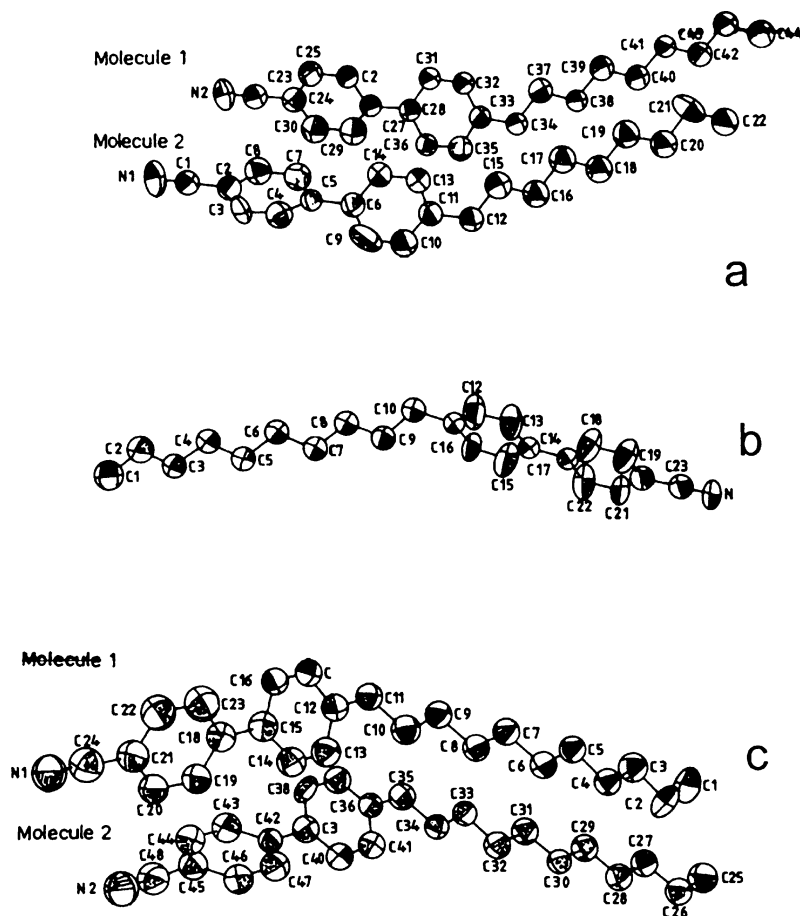 Molecule 1
C25 C2 C31 C32 C37 C39 C41 C43 C42 C44
N2 C23 C24 C28 C33 C34 C38 C40
C30 C29 C27 C36 C35
Molecule 2
N1 C1 C2 C8 C7 C5 C14 C13 C15 C17 C19 C21 C22
C3 C4 C6 C11 C12 C16 C18 C20
C9 C10
a
C2 C4 C6 C8 C10 C12 C13 C18 C19 C23
C1 C3 C5 C7 C9 C16 C15 C14 C17 C22 C21 N
b
Molecule 1
C16 C C11 C9 C7 C5 C3 C1
C22 C23 C18 C15 C12 C10 C8 C6 C4 C2
N1 C24 C21 C20 C19 C14 C13
c
Molecule 2
C43 C42 C38 C36 C35 C33 C31 C29 C27 C25
C44 C3 C34 C32 C30 C28 C26
N2 C48 C45 C46 C47 C40 C41